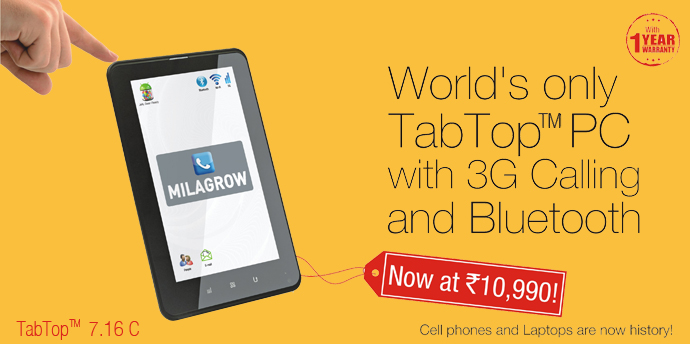 With
1 YEAR
WARRANTY
World's only
TabTop™ PC
with 3G Calling
and Bluetooth
MILAGROW
Now at ₹10,990!
TabTop™ 7.16 C
Cell phones and Laptops are now history!